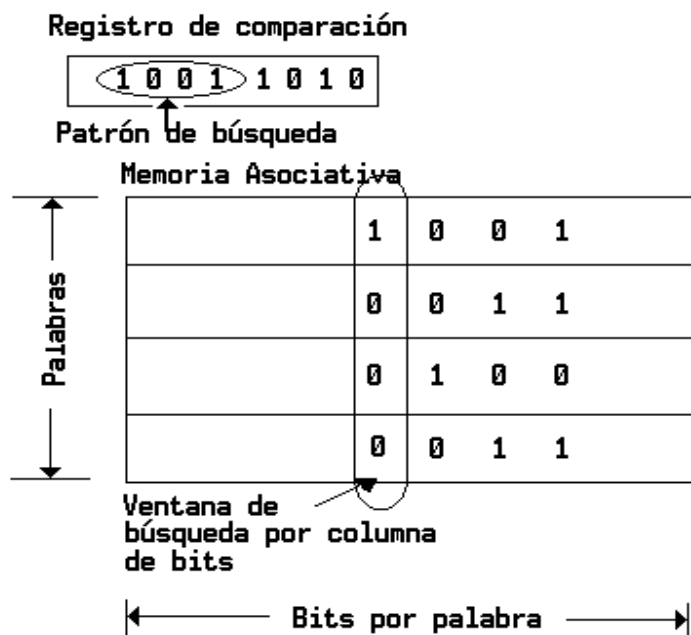 Registro de comparación
1 0 0 1 1 0 1 0
Patrón de búsqueda
Memoria Asociativa
Palabras
1 0 0 1
0 0 1 1
0 1 0 0
0 0 1 1
Ventana de
búsqueda por columna
de bits
Bits por palabra